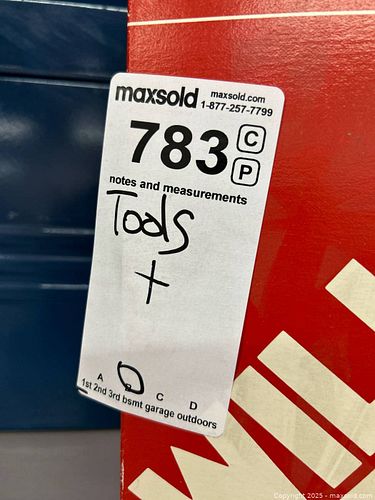 maxsold maxsold.com
1-877-257-7799
783 C
P
notes and measurements
Tools
+
A B C D
1st 2nd 3rd bsmt garage outdoors
Copyright 2025 - maxsold.com